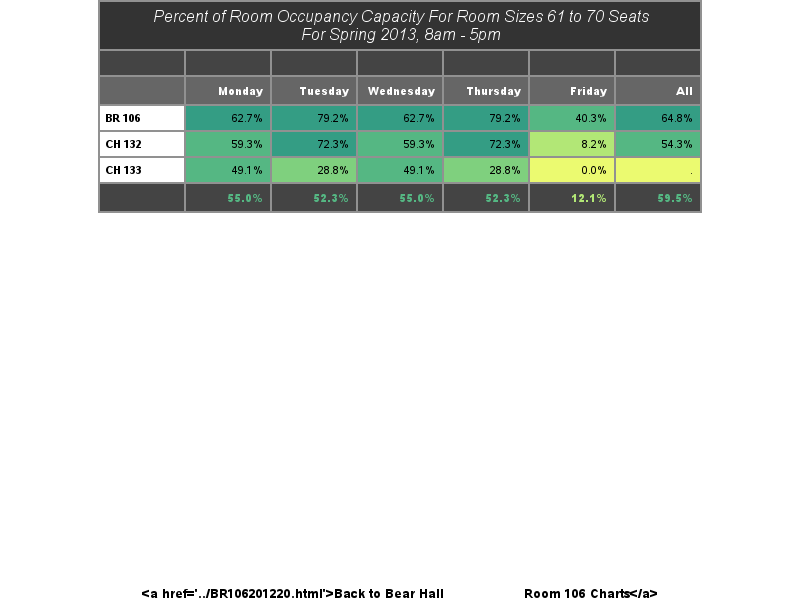 Percent of Room Occupancy Capacity For Room Sizes 61 to 70 Seats
For Spring 2013, 8am - 5pm
Monday Tuesday Wednesday Thursday Friday All
BR 106 62.7% 79.2% 62.7% 79.2% 40.3% 64.8%
CH 132 59.3% 72.3% 59.3% 72.3% 8.2% 54.3%
CH 133 49.1% 28.8% 49.1% 28.8% 0.0% .
55.0% 52.3% 55.0% 52.3% 12.1% 59.5%
<a href='../BR106201220.html'>Back to Bear Hall Room 106 Charts</a>